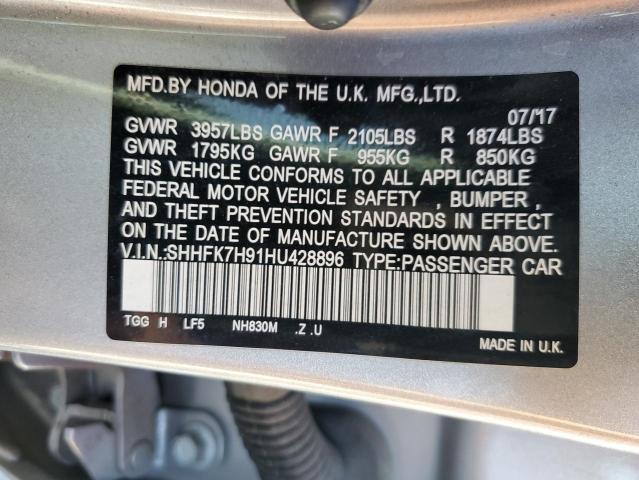 MFD.BY HONDA OF THE U.K. MFG.,LTD.
07/17
GVWR 3957LBS GAWR F 2105LBS R 1874LBS
GVWR 1795KG GAWR F 955KG R 850KG
THIS VEHICLE CONFORMS TO ALL APPLICABLE
FEDERAL MOTOR VEHICLE SAFETY , BUMPER ,
AND THEFT PREVENTION STANDARDS IN EFFECT
ON THE DATE OF MANUFACTURE SHOWN ABOVE.
V.I.N.:SHHFK7H91HU428896 TYPE:PASSENGER CAR
TGG H LF5 NH830M .Z .U
MADE IN U.K.